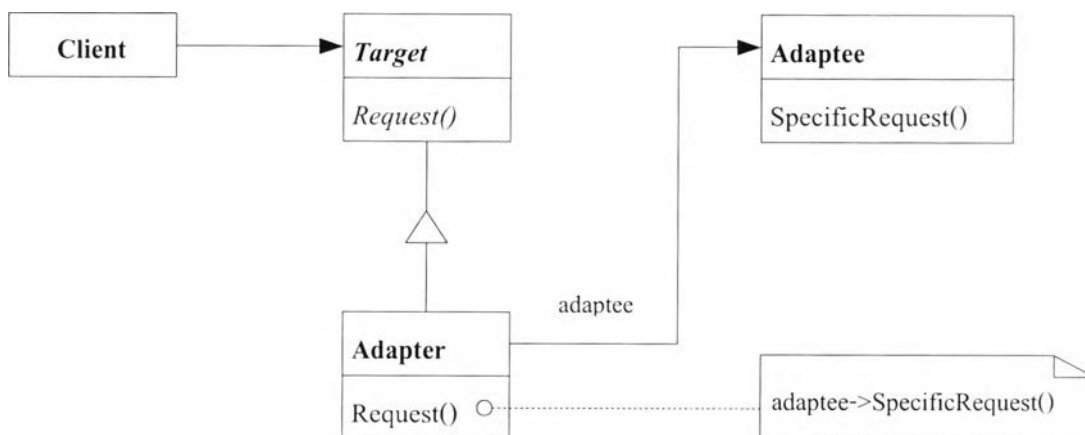 Client
Target
Request()
Adaptee
SpecificRequest()
adaptee
Adapter
Request()
adaptee->SpecificRequest()